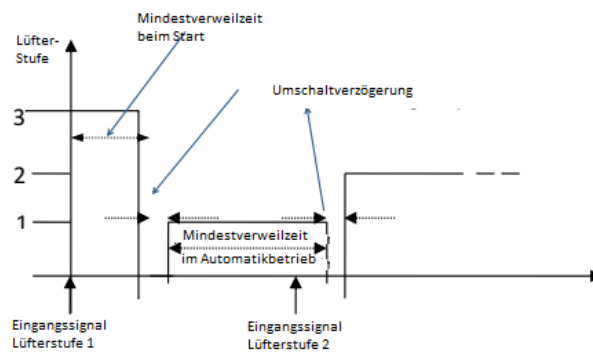 Mindestverweilzeit
beim Start
Lüfter-
Stufe
Umschaltverzögerung
3
2
1
Mindestverweilzeit
im Automatikbetrieb
Eingangssignal
Lüfterstufe 1
Eingangssignal
Lüfterstufe 2